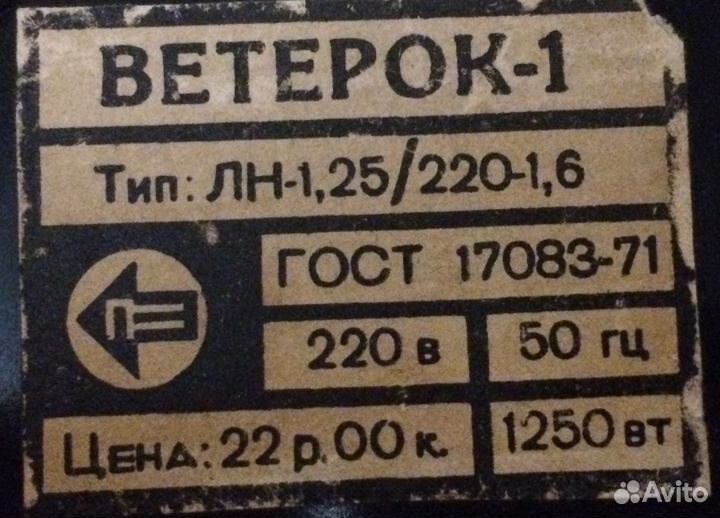 ВЕТЕРОК-1
Тип: ЛН-1,25/220-1,6
ГОСТ 17083-71
220 в 50 гц
Цена: 22 р. 00 к. 1250 вт
Avito